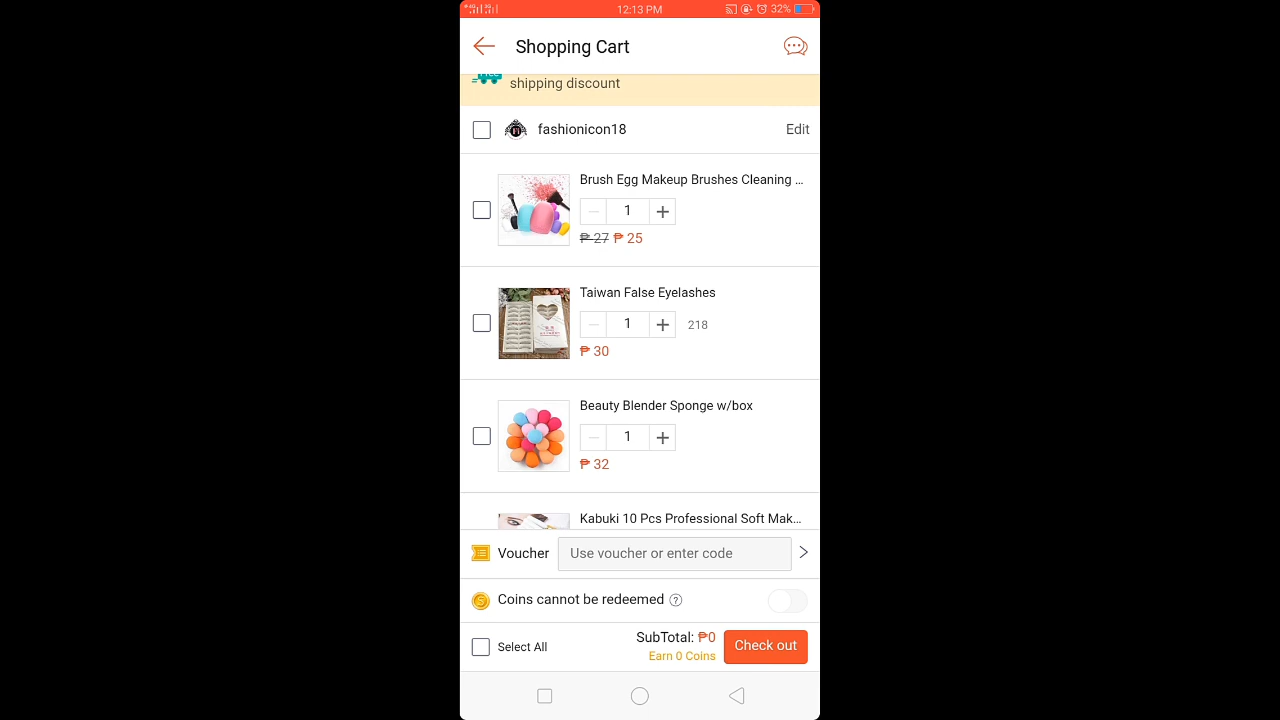 12:13 PM
32%
Shopping Cart
shipping discount
fashionicon18
Edit
Brush Egg Makeup Brushes Cleaning ...
1
₱ 27 ₱ 25
Taiwan False Eyelashes
1
218
₱ 30
Beauty Blender Sponge w/box
1
₱ 32
Kabuki 10 Pcs Professional Soft Mak...
Voucher
Use voucher or enter code
Coins cannot be redeemed ?
Select All
SubTotal: ₱0
Earn 0 Coins
Check out